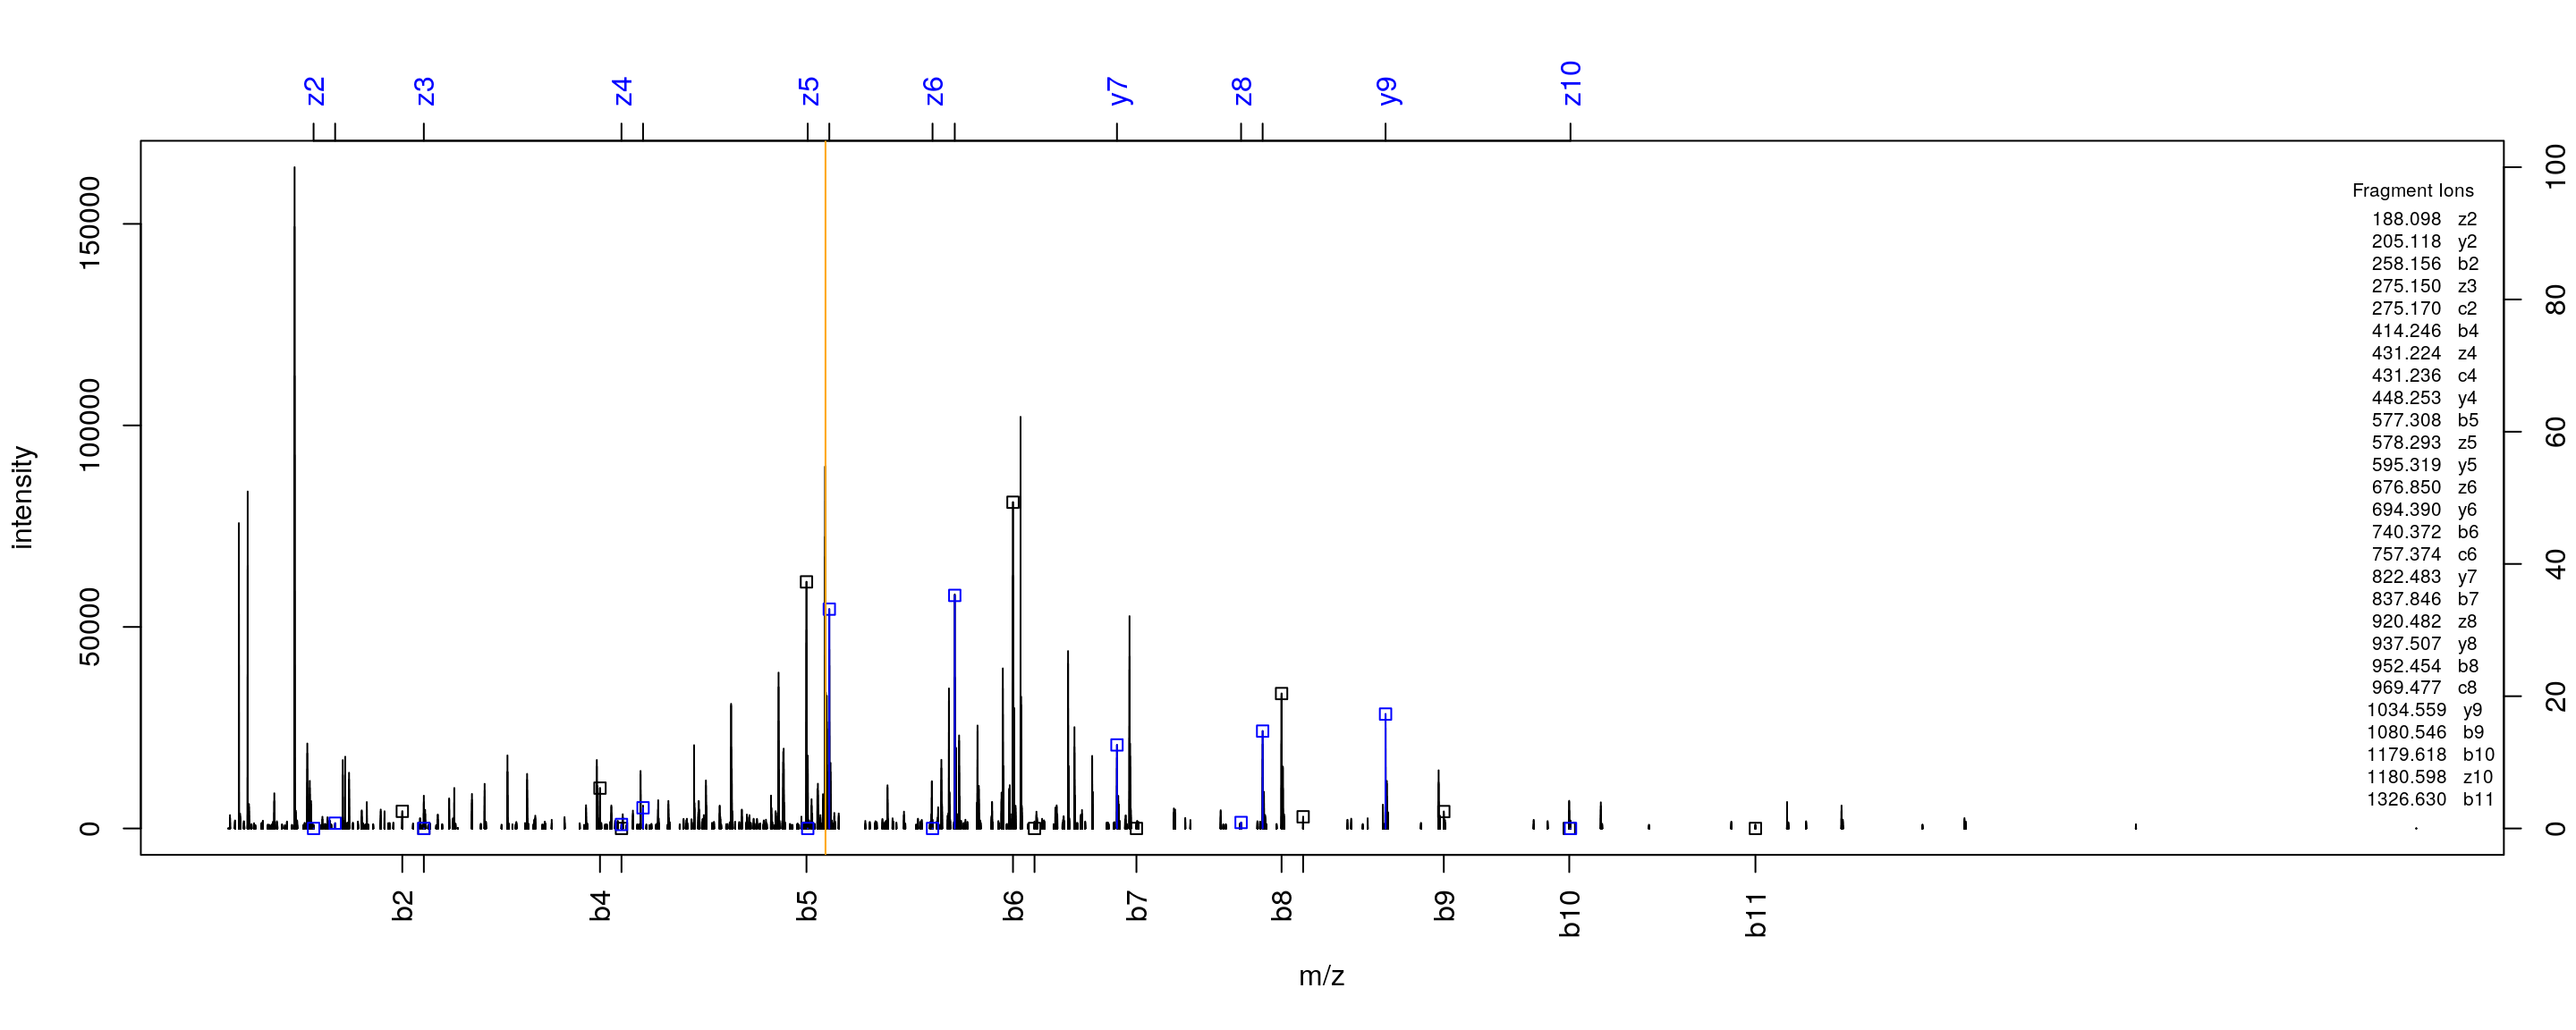 z2 z3 z4 z5 z6 y7 z8 y9 z10
intensity
150000
100000
50000
0
100
80
60
40
20
0
Fragment Ions
188.098 z2
205.118 y2
258.156 b2
275.150 z3
275.170 c2
414.246 b4
431.224 z4
431.236 c4
448.253 y4
577.308 b5
578.293 z5
595.319 y5
676.850 z6
694.390 y6
740.372 b6
757.374 c6
822.483 y7
837.846 b7
920.482 z8
937.507 y8
952.454 b8
969.477 c8
1034.559 y9
1080.546 b9
1179.618 b10
1180.598 z10
1326.630 b11
b2 b4 b5 b6 b7 b8 b9 b10 b11
m/z